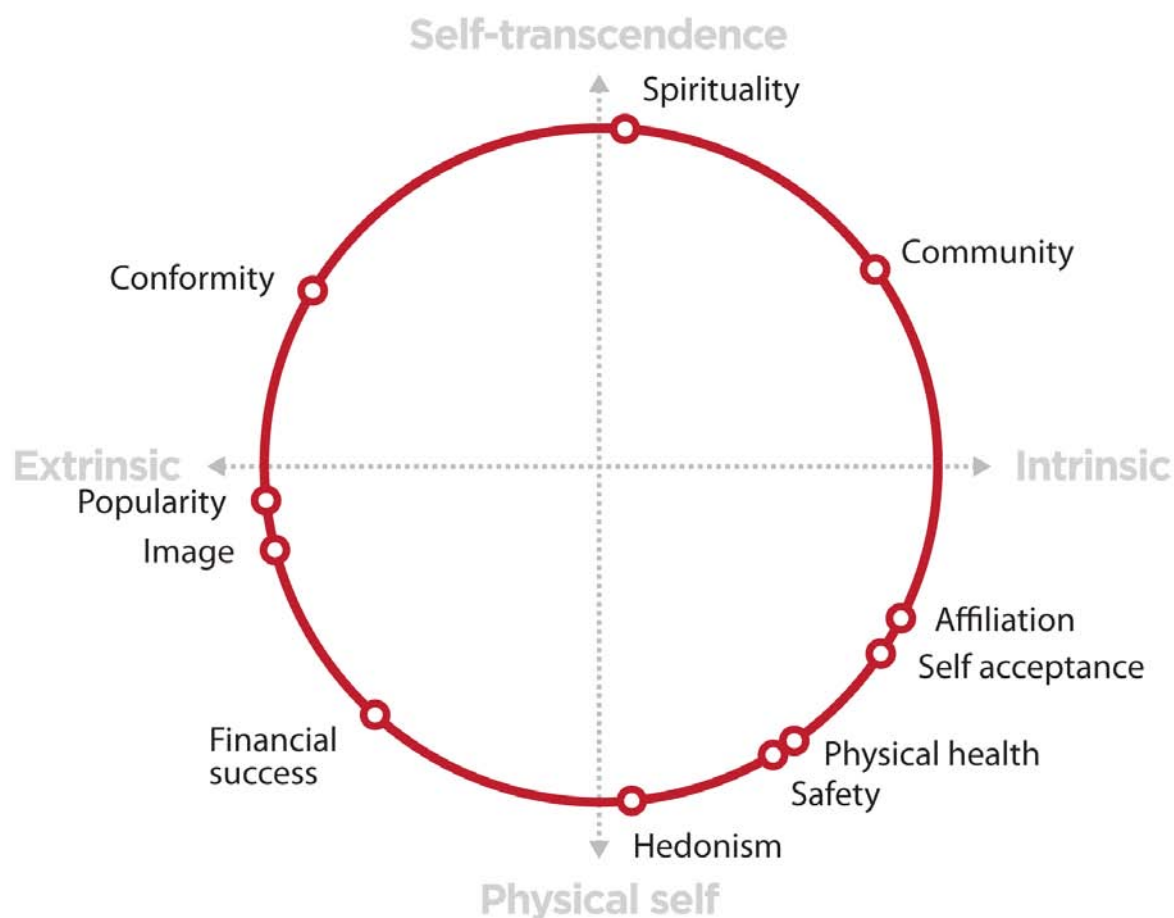 Self-transcendence
Spirituality
Community
Conformity
Extrinsic
Intrinsic
Popularity
Image
Affiliation
Self acceptance
Financial
success
Physical health
Safety
Hedonism
Physical self